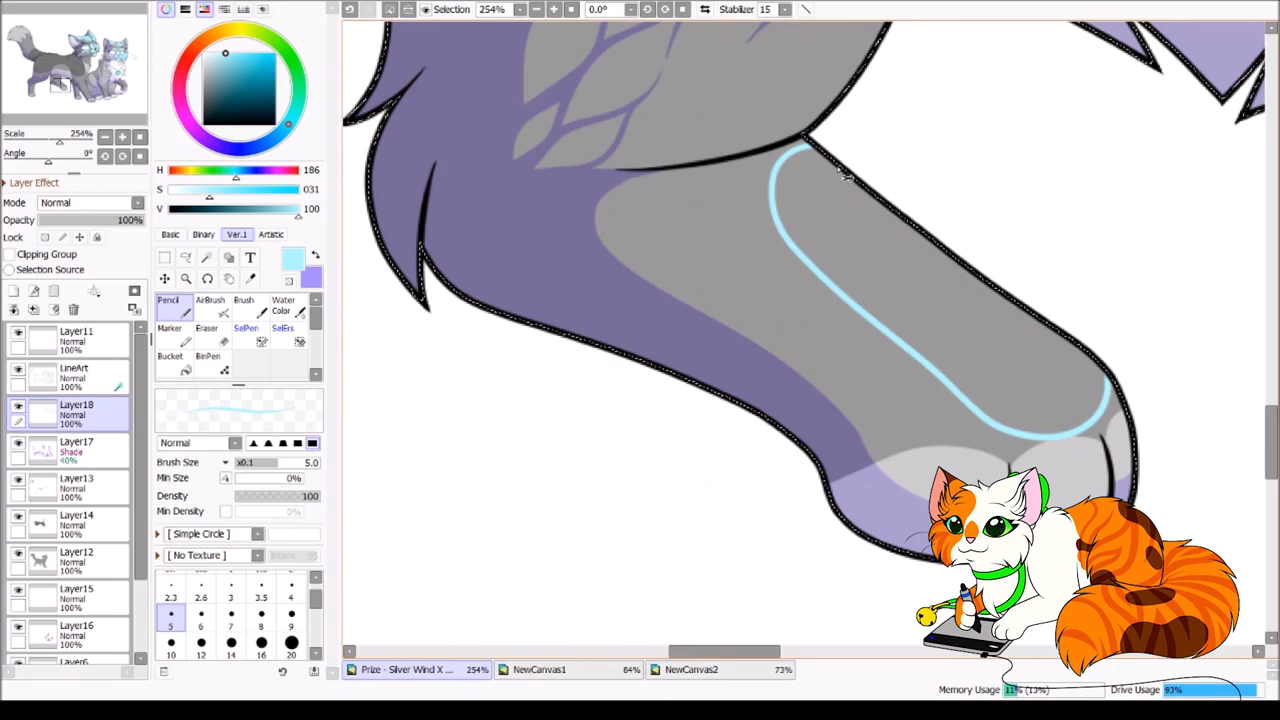 Selection 254% 0.0° Stabilizer 15
Scale 254%
Angle 0°
Layer Effect
Mode Normal
Opacity 100%
Lock
Clipping Group
Selection Source
Layer11
Normal
100%
LineArt
Normal
100%
Layer18
Normal
100%
Layer17
Shade
40%
Layer13
Normal
100%
Layer14
Normal
100%
Layer12
Normal
100%
Layer15
Normal
100%
Layer16
Normal
100%
Layer6
H 186
S 031
V 100
Basic Binary Ver.1 Artistic
T
Pencil AirBrush Brush Water Color
Marker Eraser SelPen SelErs
Bucket BinPen
Normal
Brush Size x0.1 5.0
Min Size 0%
Density 100
Min Density 0%
[ Simple Circle ]
[ No Texture ] Intens. 95
2.3 2.6 3 3.5 4
5 6 7 8 9
10 12 14 16 20
Prize - Silver Wind X ... 254% NewCanvas1 84% NewCanvas2 73%
Memory Usage 11% (13%) Drive Usage 93%